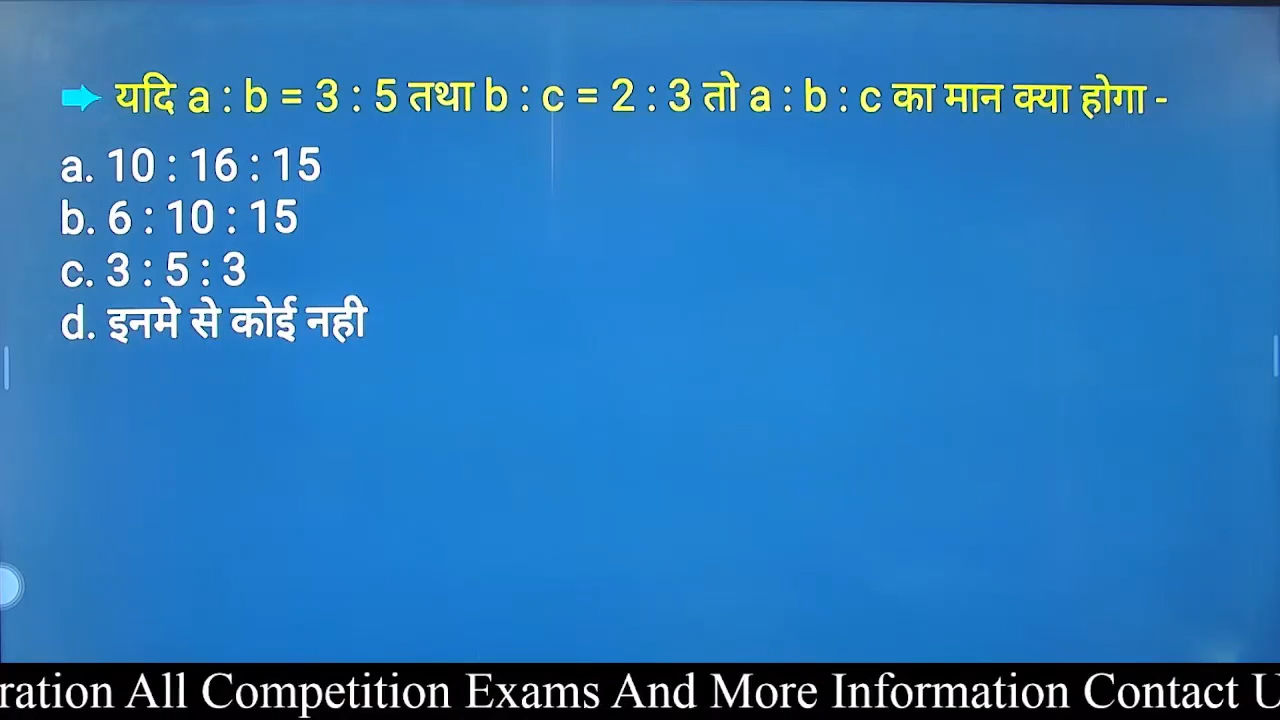 यदि a : b = 3 : 5 तथा b : c = 2 : 3 तो a : b : c का मान क्या होगा -
a. 10 : 16 : 15
b. 6 : 10 : 15
c. 3 : 5 : 3
d. इनमे से कोई नही
ration All Competition Exams And More Information Contact U